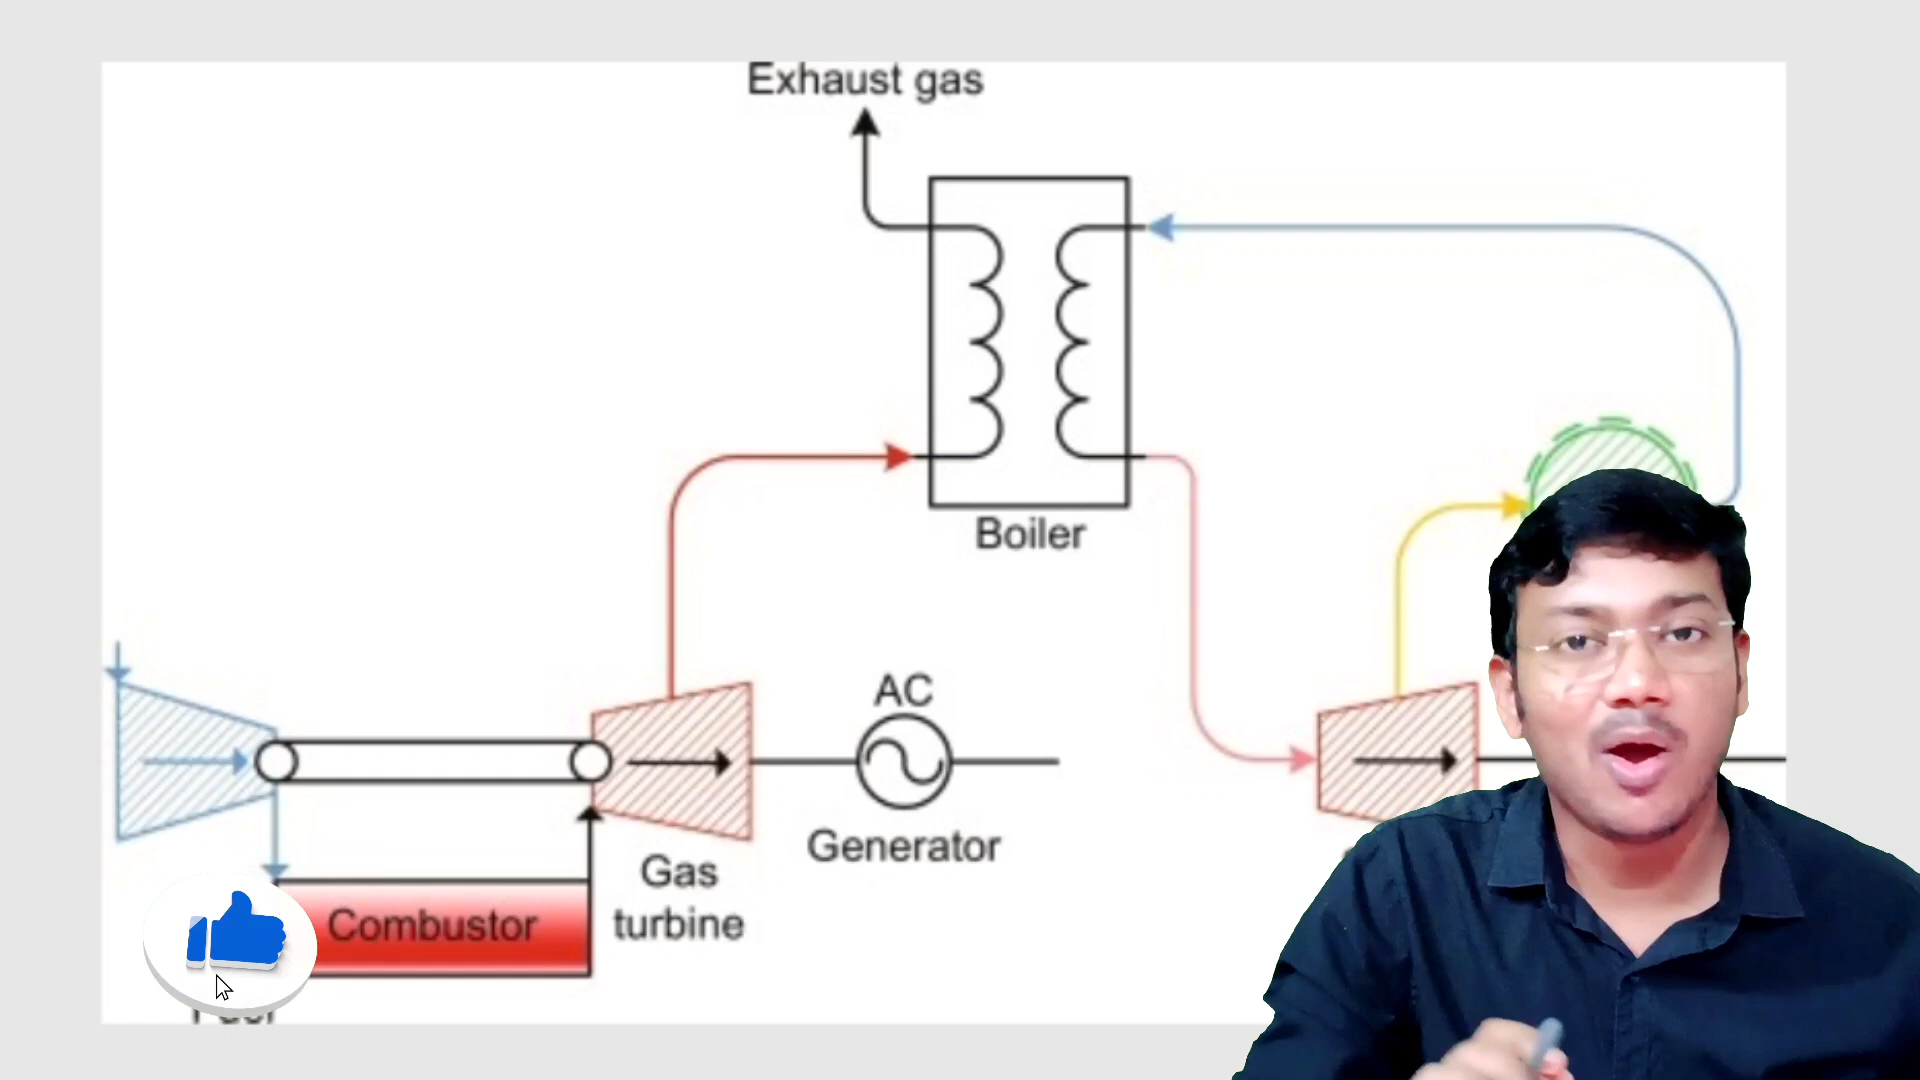 Exhaust gas
Boiler
AC
Generator
Gas
turbine
Combustor